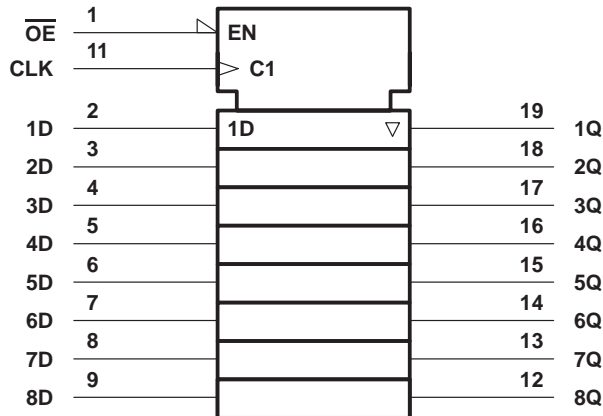 OE 1 EN
CLK 11 C1
1D 2 1D 19 1Q
2D 3 18 2Q
3D 4 17 3Q
4D 5 16 4Q
5D 6 15 5Q
6D 7 14 6Q
7D 8 13 7Q
8D 9 12 8Q